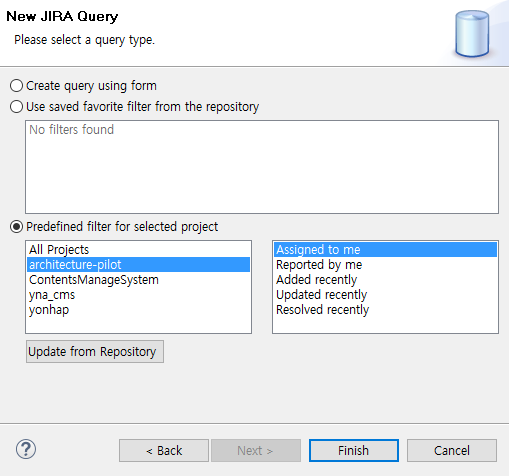 New JIRA Query
Please select a query type.
Create query using form
Use saved favorite filter from the repository
No filters found
Predefined filter for selected project
All Projects
architecture-pilot
ContentsManageSystem
yna_cms
yonhap
Assigned to me
Reported by me
Added recently
Updated recently
Resolved recently
Update from Repository
?
< Back
Next >
Finish
Cancel